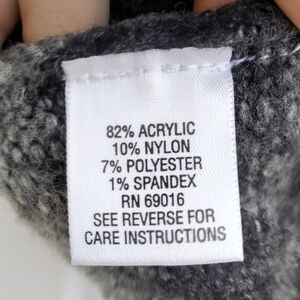 82% ACRYLIC
10% NYLON
7% POLYESTER
1% SPANDEX
RN 69016
SEE REVERSE FOR
CARE INSTRUCTIONS